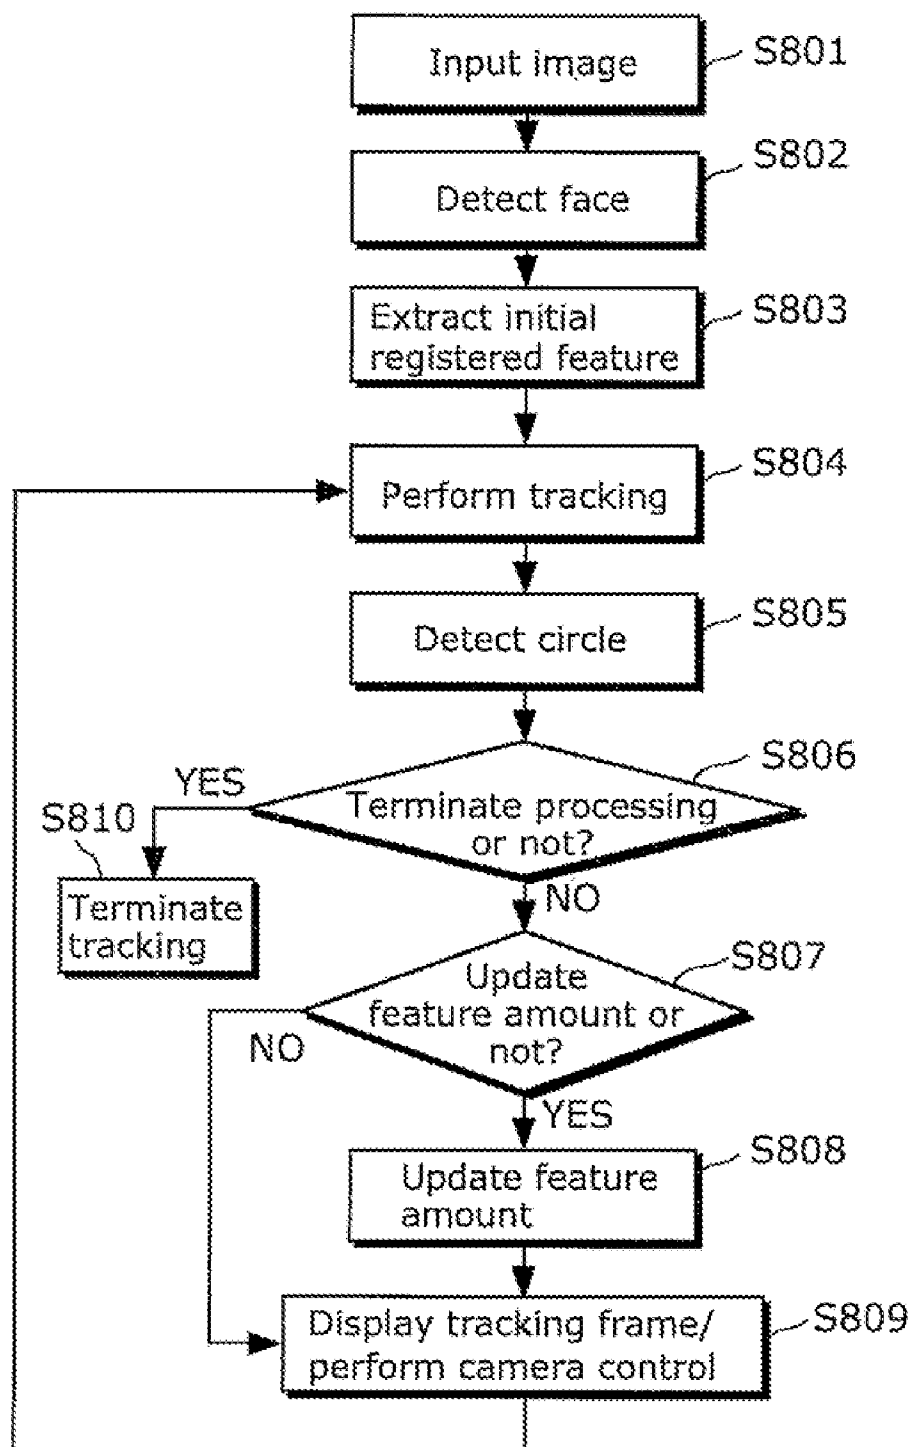 Input image
S801
Detect face
S802
Extract initial
registered feature
S803
Perform tracking
S804
Detect circle
S805
Terminate processing
or not?
S806
YES
S810
Terminate
tracking
NO
Update
feature amount or
not?
S807
NO
YES
Update feature
amount
S808
Display tracking frame/
perform camera control
S809